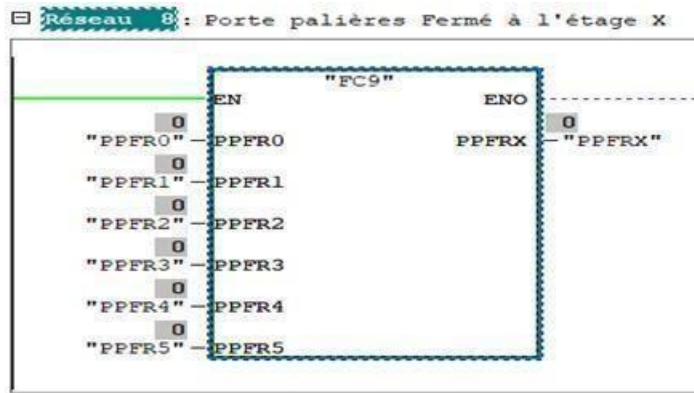 Réseau 8 : Porte palières Fermé à l'étage X
"FC9"
EN ENO
0 0
"PPFR0" PPFR0 PPFRX "PPFRX"
0
"PPFR1" PPFR1
0
"PPFR2" PPFR2
0
"PPFR3" PPFR3
0
"PPFR4" PPFR4
0
"PPFR5" PPFR5